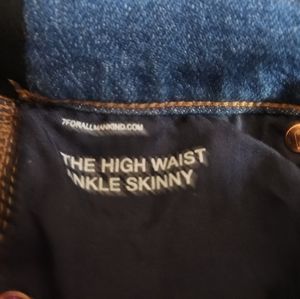 7FORALLMANKIND.COM
THE HIGH WAIST
ANKLE SKINNY